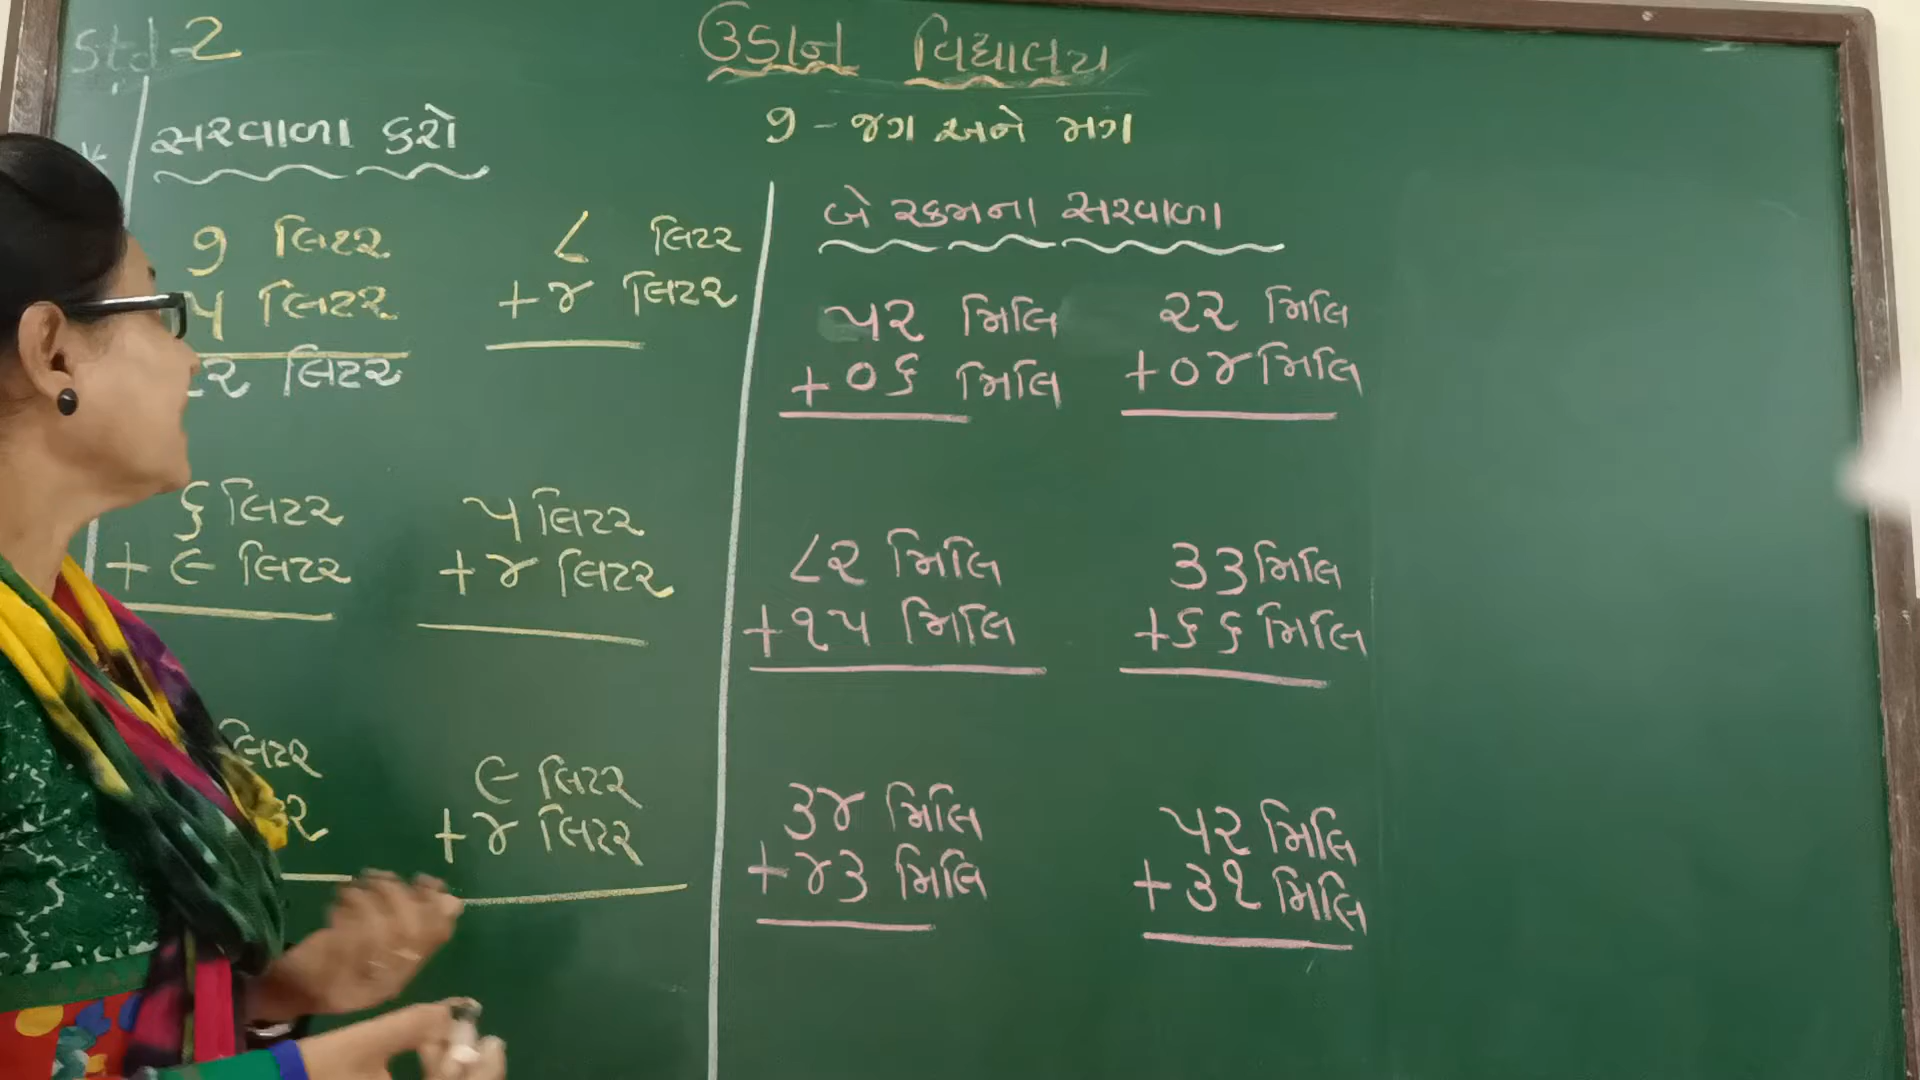 Std-2
ઉડાન વિદ્યાલય
૭ - જગ અને મગ
સરવાળા કરો
૭ લિટર
૫ લિટર
૨ લિટર
૮ લિટર
+૪ લિટર
૬ લિટર
+ ૯ લિટર
૫ લિટર
+૪ લિટર
લિટર
૯ લિટર
+૪ લિટર
બે રકમના સરવાળા
૫૨ મિલિ
+૦૬ મિલિ
૨૨ મિલિ
+૦૪ મિલિ
૮૨ મિલિ
+૧૫ મિલિ
૩૩ મિલિ
+૬૬ મિલિ
૩૪ મિલિ
+૪૩ મિલિ
૫૨ મિલિ
+૩૧ મિલિ